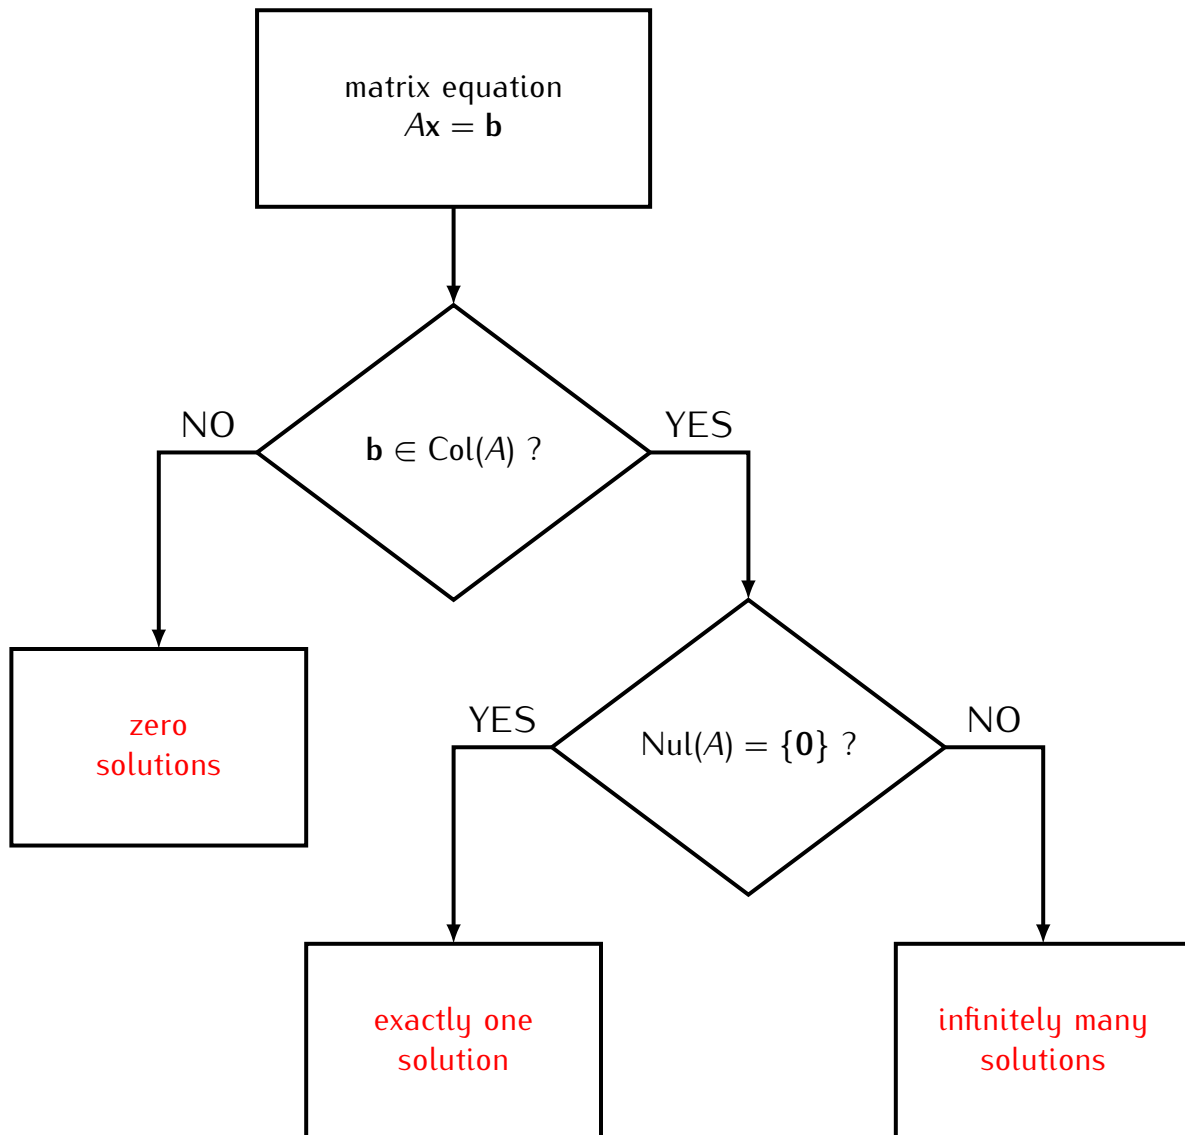 matrix equation
Ax = b
NO
YES
b ∈ Col(A) ?
zero
solutions
YES
NO
Nul(A) = {0} ?
exactly one
solution
infinitely many
solutions